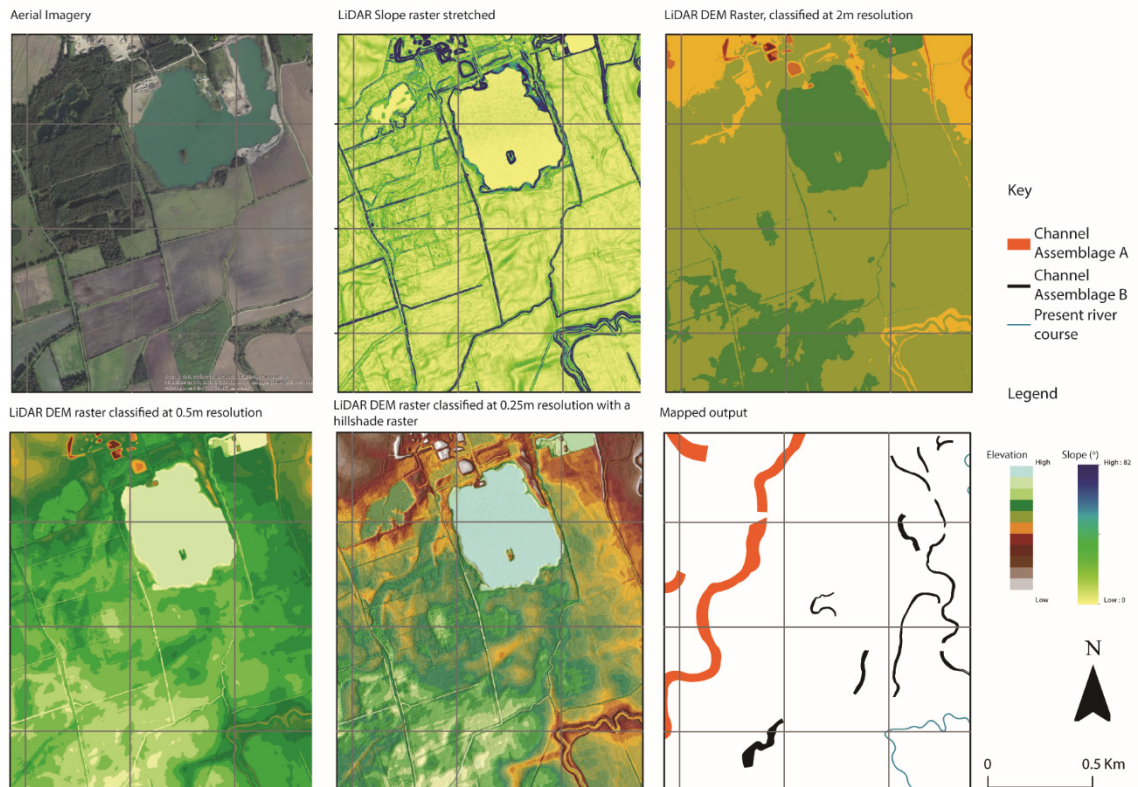 Aerial Imagery
LiDAR Slope raster stretched
LiDAR DEM Raster, classified at 2m resolution
Key
Channel
Assemblage A
Channel
Assemblage B
Present river
course
Legend
LiDAR DEM raster classified at 0.5m resolution
LiDAR DEM raster classified at 0.25m resolution with a
hillshade raster
Mapped output
Elevation
High
Low
Slope (°)
High : 82
Low : 0
N
0
0.5 Km